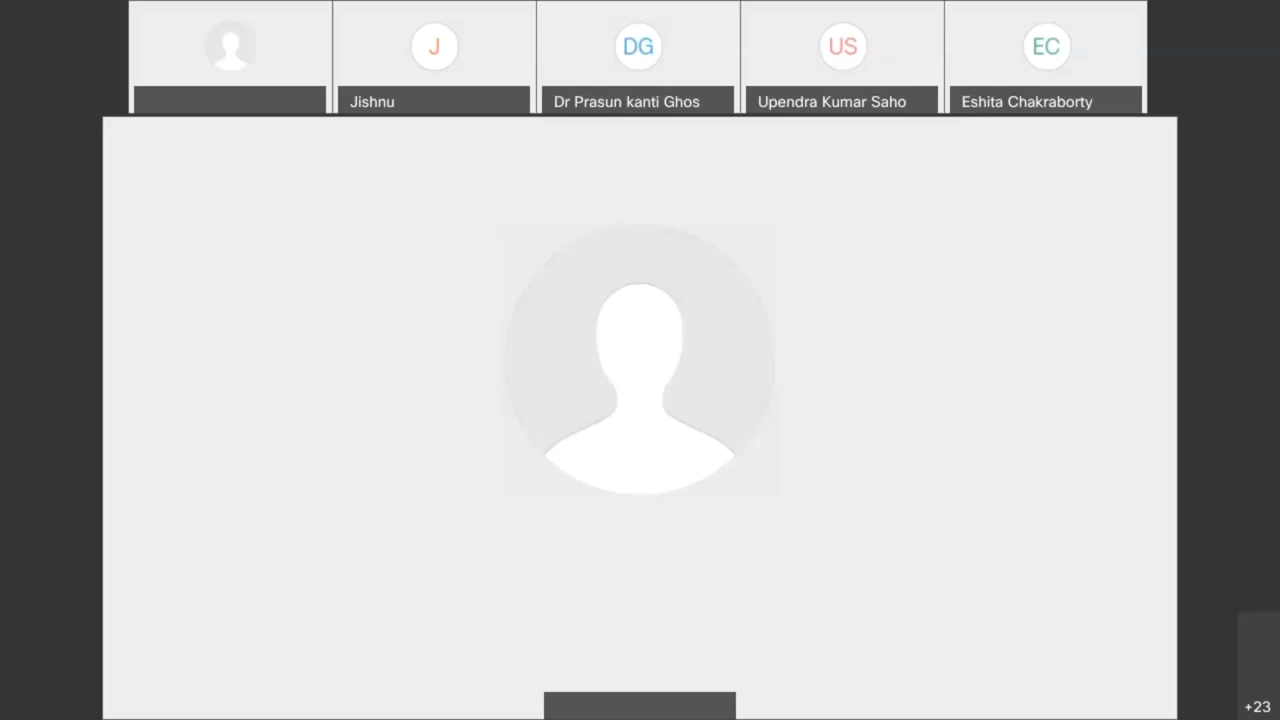 J
DG
US
EC
Jishnu
Dr Prasun kanti Ghos
Upendra Kumar Saho
Eshita Chakraborty
+23